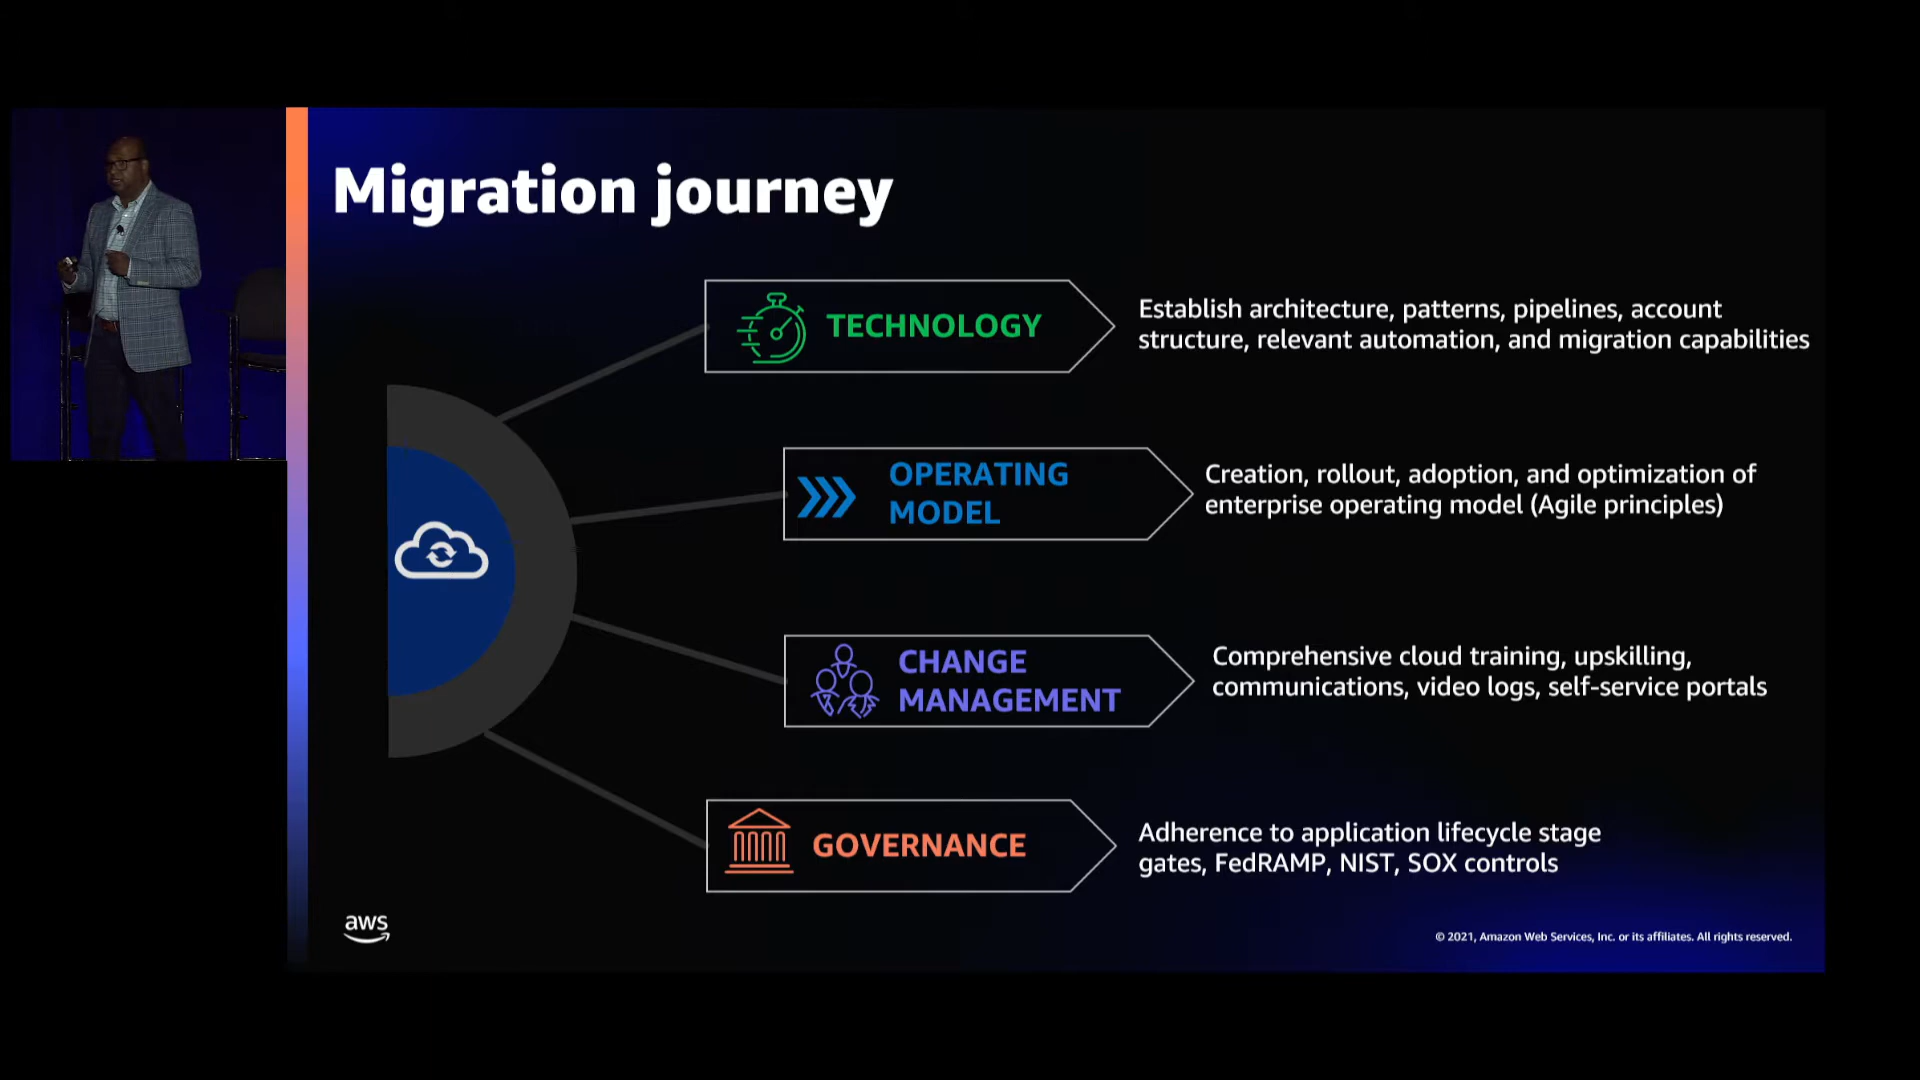 Migration journey
TECHNOLOGY
Establish architecture, patterns, pipelines, account
structure, relevant automation, and migration capabilities
OPERATING
MODEL
Creation, rollout, adoption, and optimization of
enterprise operating model (Agile principles)
CHANGE
MANAGEMENT
Comprehensive cloud training, upskilling,
communications, video logs, self-service portals
GOVERNANCE
Adherence to application lifecycle stage
gates, FedRAMP, NIST, SOX controls
aws
© 2021, Amazon Web Services, Inc. or its affiliates. All rights reserved.